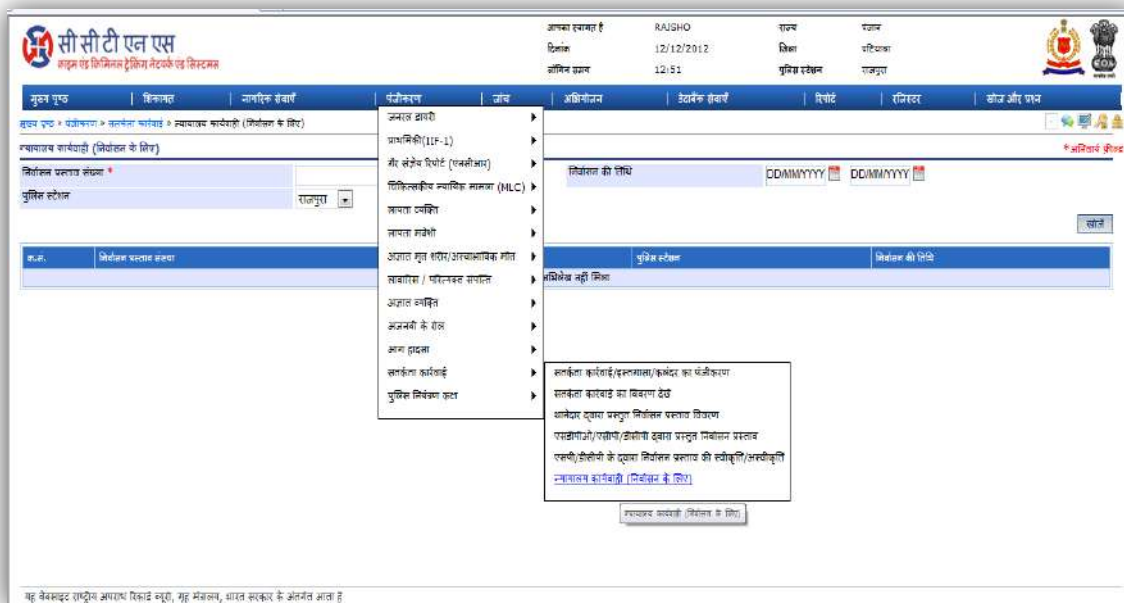 सी सी टी एन एस
क्राइम एंड क्रिमिनल ट्रैकिंग नेटवर्क एंड सिस्टमस
आपका स्वागत है RAJSHO राज्य पंजाब
दिनांक 12/12/2012 जिला पटियाला
लॉगिन समय 12:51 पुलिस स्टेशन राजपुरा
मुख्य पृष्ठ | शिकायत | नागरिक सेवाएँ | पंजीकरण | जांच | अभियोजन | डेटाबैंक सेवाएँ | रिपोर्ट | रजिस्टर | खोज और प्रश्न
मुख्य पृष्ठ > पंजीकरण > सतर्कता कार्रवाई > न्यायालय कार्यवाही (निर्वासन के लिए)
न्यायालय कार्यवाही (निर्वासन के लिए) *अनिवार्य फ़ील्ड
निर्वासन प्रस्ताव संख्या * निर्वासन की तिथि DD/MM/YYYY DD/MM/YYYY
पुलिस स्टेशन राजपुरा
खोजें
क्र.सं. निर्वासन प्रस्ताव संख्या पुलिस स्टेशन निर्वासन की तिथि
अभिलेख नहीं मिला
जनरल डायरी
प्राथमिकी(IIF-1)
गैर संज्ञेय रिपोर्ट (एनसीआर)
चिकित्सकीय न्यायिक मामला (MLC)
लापता व्यक्ति
लापता मवेशी
अज्ञात मृत शरीर/अस्वाभाविक मौत
लावारिस / परित्यक्त संपत्ति
अज्ञात व्यक्ति
अजनबी के रोल
आग हादसा
सतर्कता कार्रवाई
पुलिस नियंत्रण कक्ष
सतर्कता कार्रवाई/इस्तगासा/कलंदर का पंजीकरण
सतर्कता कार्रवाई का विवरण देखें
थानेदार द्वारा प्रस्तुत निर्वासन प्रस्ताव विवरण
एसडीपीओ/एसीपी/डीसीपी द्वारा प्रस्तुत निर्वासन प्रस्ताव
एसपी/डीसीपी के द्वारा निर्वासन प्रस्ताव की स्वीकृति/अस्वीकृति
न्यायालय कार्यवाही (निर्वासन के लिए)
न्यायालय कार्यवाही (निर्वासन के लिए)
यह वेबसाइट राष्ट्रीय अपराध रिकार्ड ब्यूरो, गृह मंत्रालय, भारत सरकार के अंतर्गत आता है